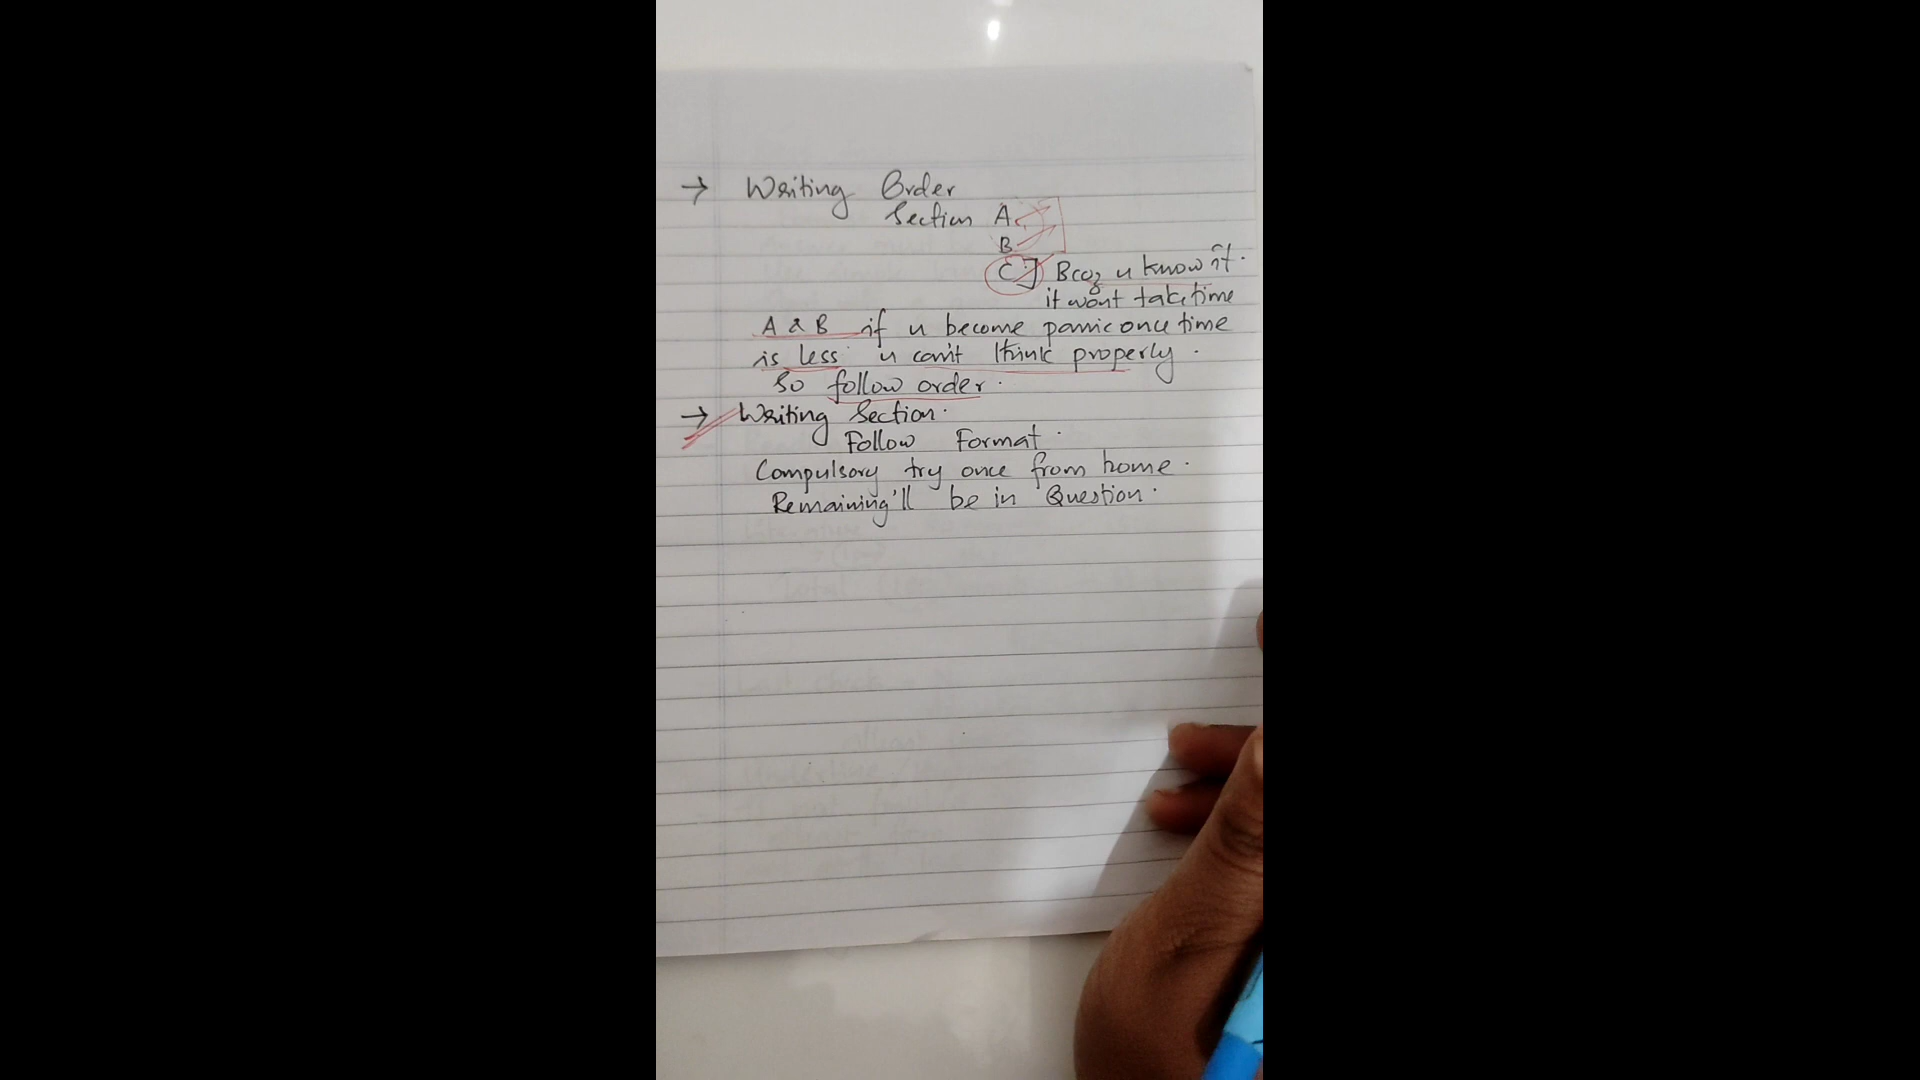 → Writing Order
Section A
B
C] Bcoz u know it.
it won't take time
A & B if u become panic once time
is less u can't think properly.
So follow order.
→ Writing Section.
Follow Format.
Compulsory try once from home.
Remaining'll be in Question.